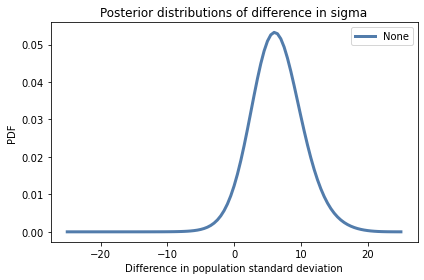 Posterior distributions of difference in sigma
None
PDF
0.05
0.04
0.03
0.02
0.01
0.00
−20
−10
0
10
20
Difference in population standard deviation